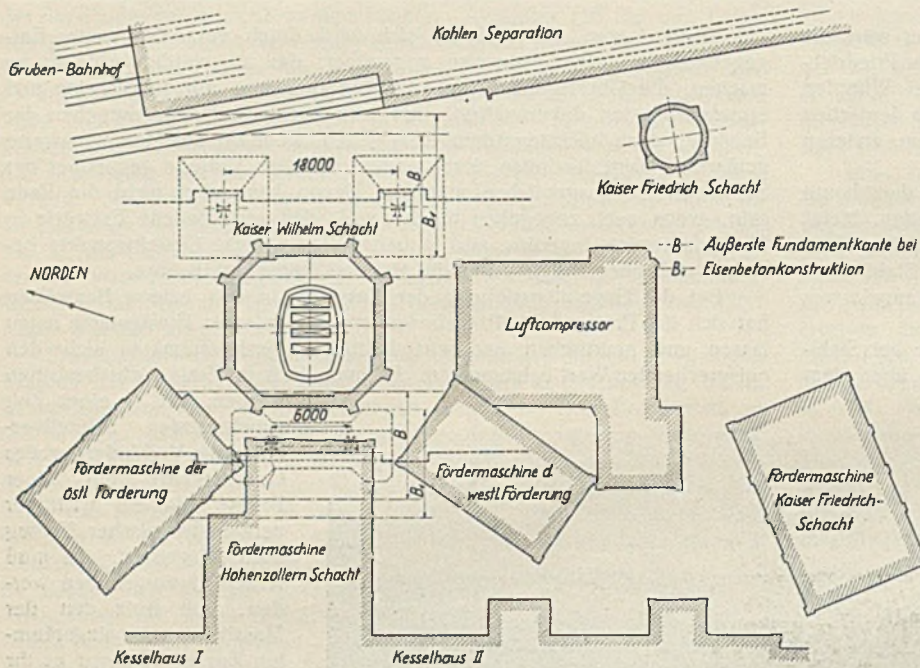 Kohlen Separation
Gruben-Bahnhof
18000
B
B₁
Kaiser Friedrich Schacht
Kaiser Wilhelm Schacht
NORDEN
B Äußerste Fundamentkante bei
B₁ Eisenbetonkonstruktion
Luftcompressor
6000
B
B₁
Fördermaschine der
östl. Förderung
Fördermaschine d.
westl. Förderung
Fördermaschine
Kaiser Friedrich-
Schacht
Fördermaschine
Hohenzollern Schacht
Kesselhaus I
Kesselhaus II